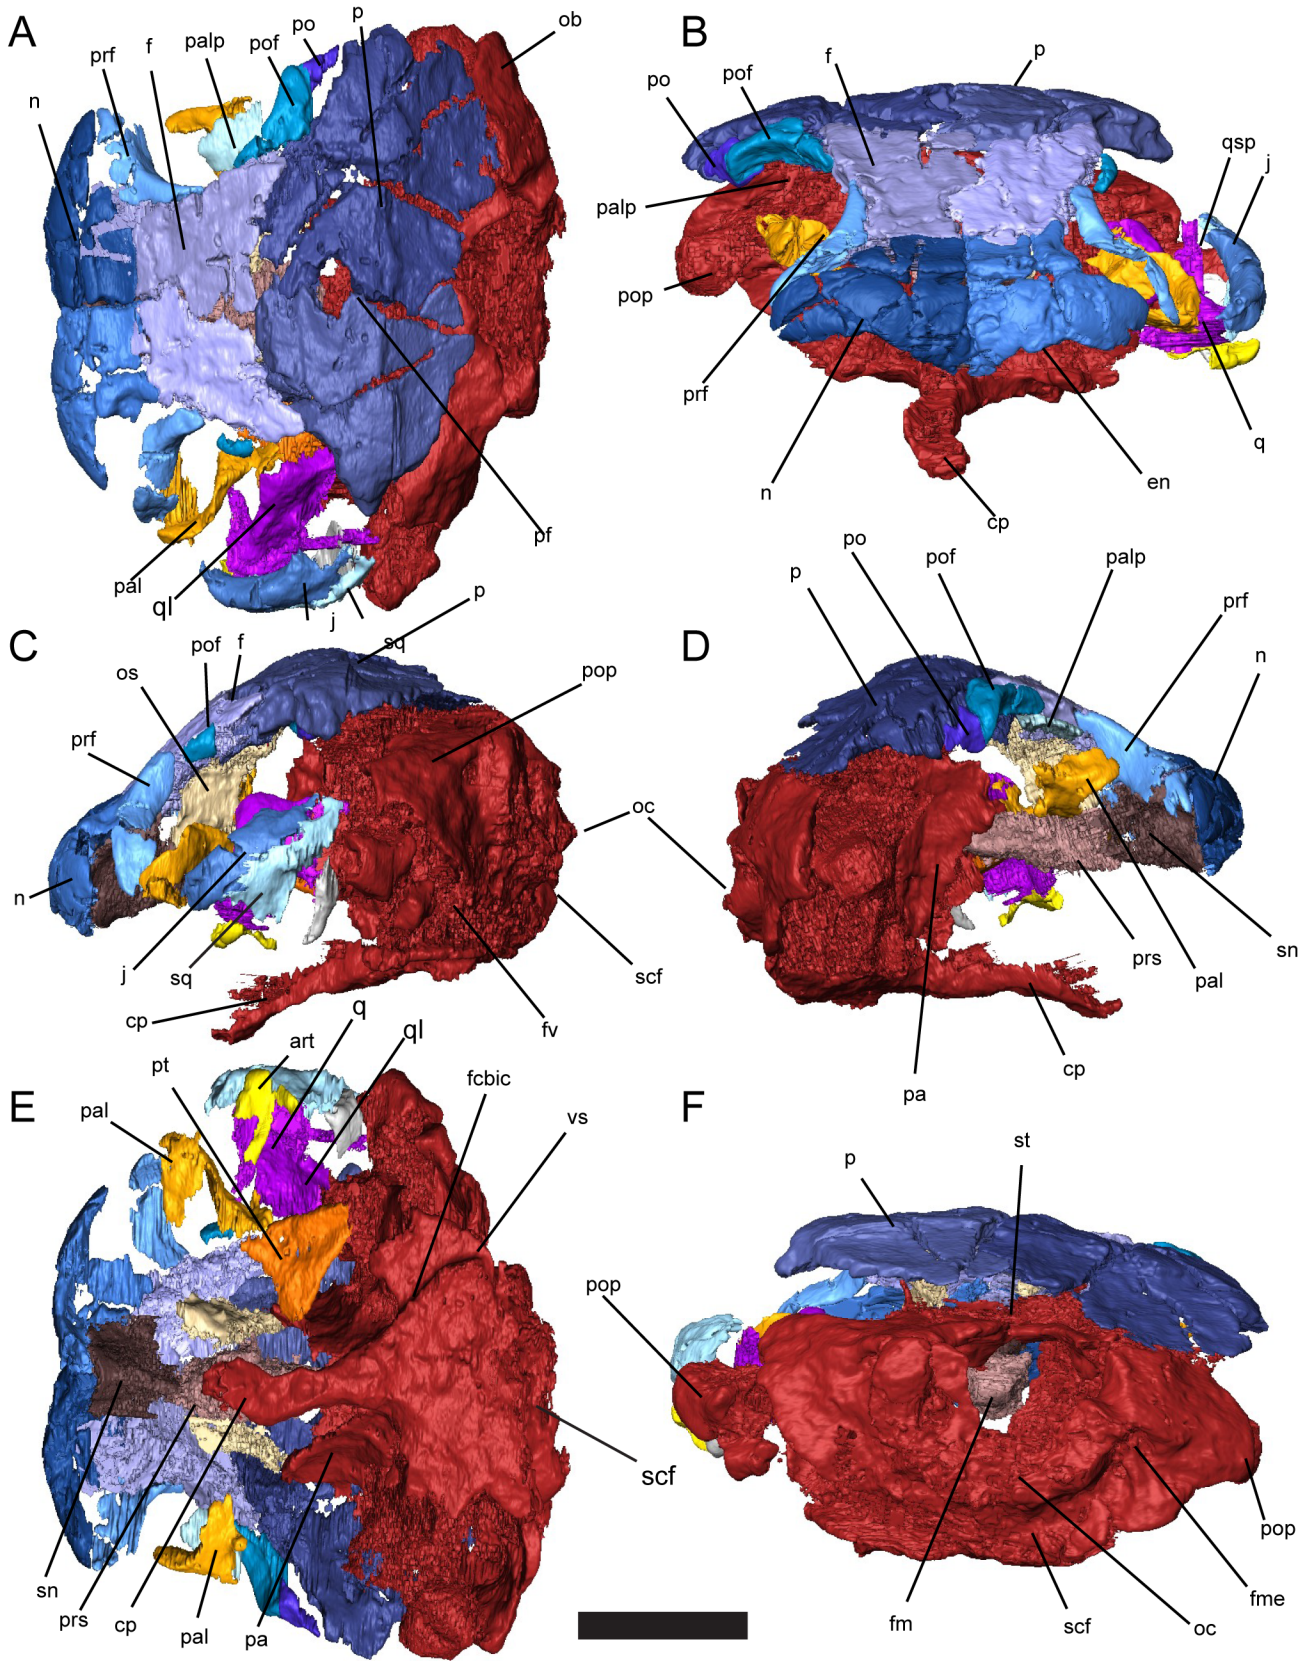 A
n
prf
f
palp
pof
po
p
ob
pf
pal
ql
j
sq
B
po
pof
f
p
qsp
j
palp
pop
prf
n
cp
en
q
C
os
pof
f
p
pop
prf
n
j
sq
cp
fv
scf
oc
D
p
po
pof
palp
prf
n
sn
pal
prs
cp
pa
E
pal
pt
art
q
ql
fcbic
vs
scf
sn
prs
cp
pal
pa
F
p
st
pop
fm
scf
oc
fme
pop